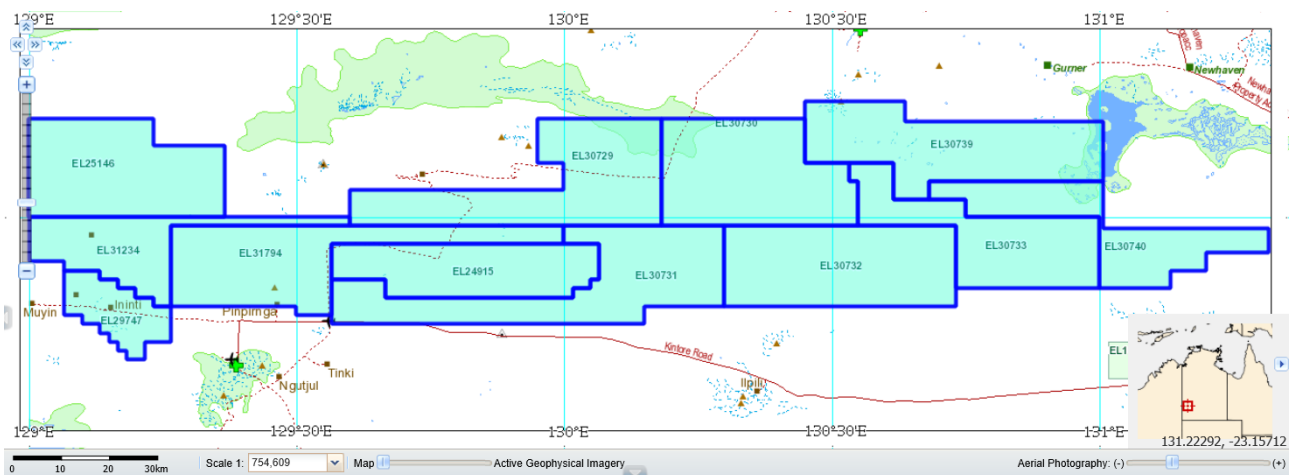 129°E 129°30'E 130°E 130°30'E 131°E
Gurner
Newhaven
EL30730
EL30739
EL30729
EL25146
EL31234
EL31794
EL24915
EL30731
EL30732
EL30733
EL30740
Muyin
Ininti
Pinpirnga
EL29747
Kintore Road
Tinki
Ngutjul
Ilpili
EL1
129°E 129°30'E 130°E 130°30'E 131°E
131.22292, -23.15712
0 10 20 30km
Scale 1: 754,609
Map
Active Geophysical Imagery
Aerial Photography: (-)
(+)